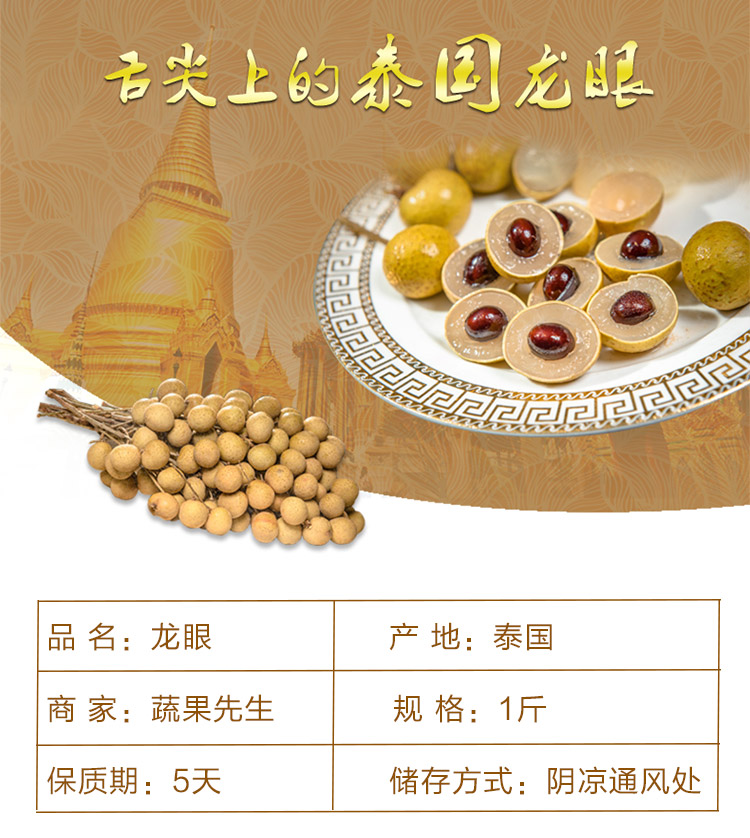 舌尖上的泰国龙眼
品 名：龙眼 产 地：泰国
商 家：蔬果先生 规 格：1斤
保质期：5天 储存方式：阴凉通风处